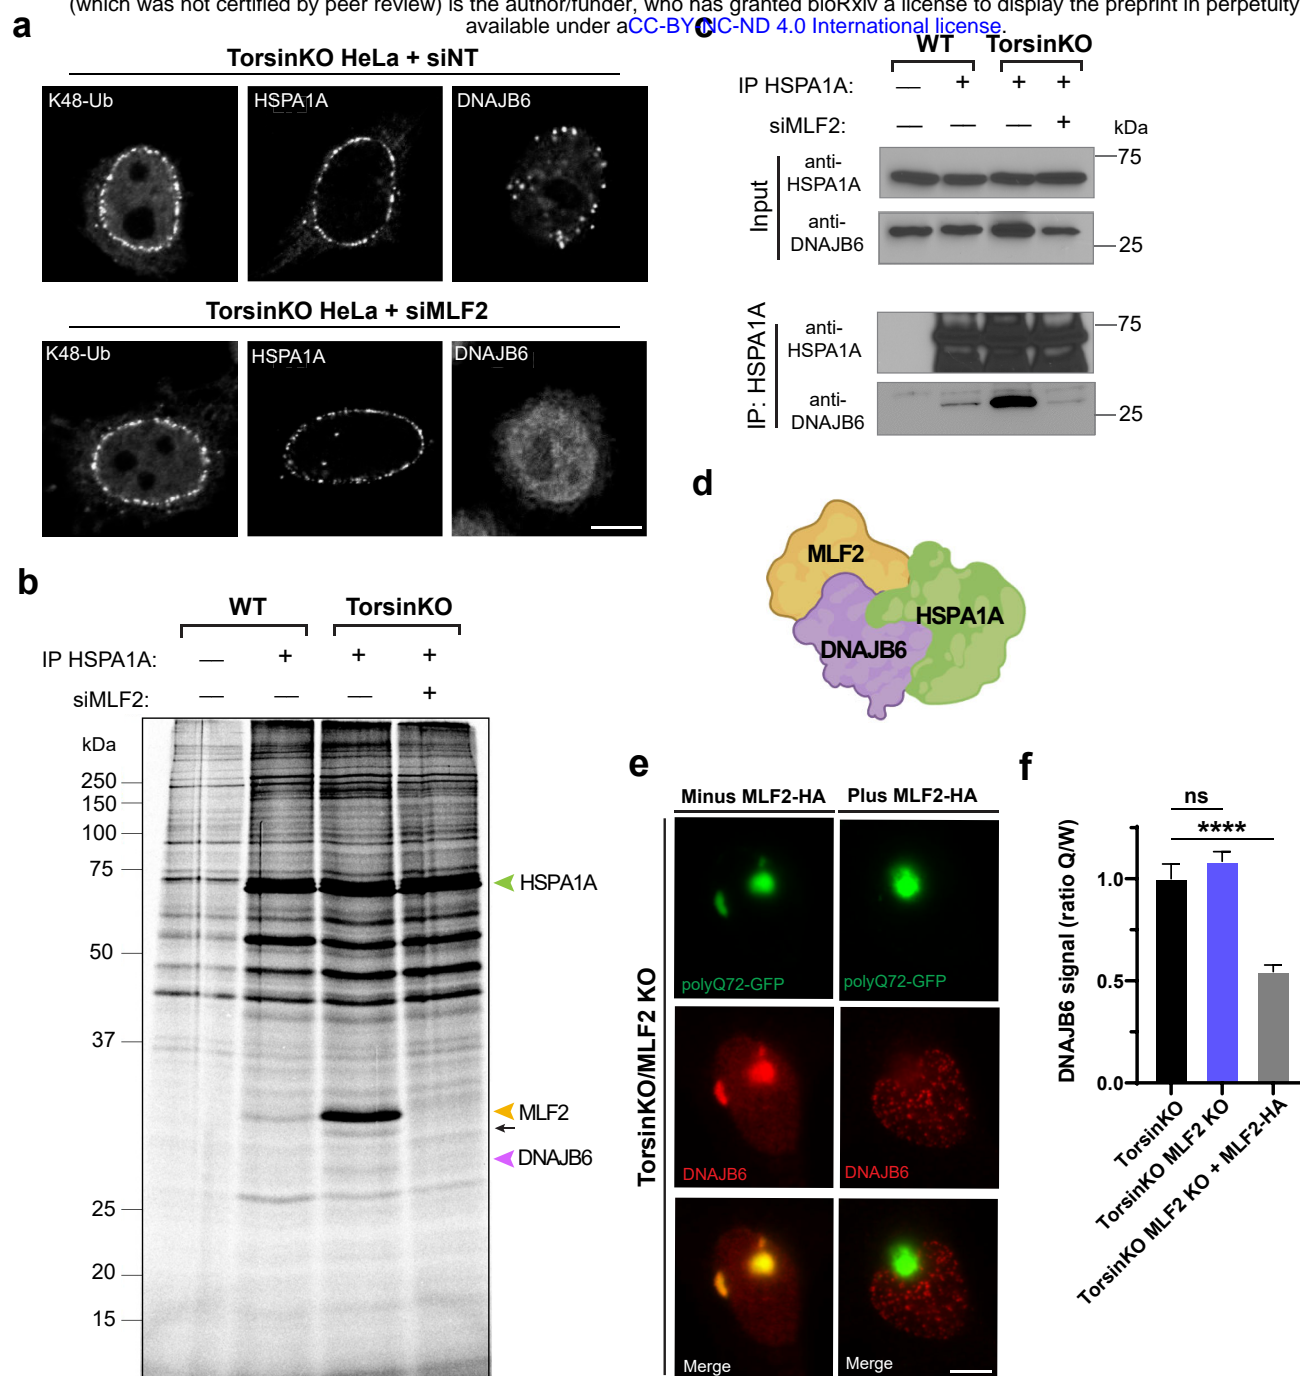 (which was not certified by peer review) is the author/funder, who has granted bioRxiv a license to display the preprint in perpetuity
available under aCC-BY-NC-ND 4.0 International license.
a
TorsinKO HeLa + siNT
K48-Ub
HSPA1A
DNAJB6
TorsinKO HeLa + siMLF2
K48-Ub
HSPA1A
DNAJB6
b
WT
TorsinKO
IP HSPA1A:
—
+
+
+
siMLF2:
—
—
—
+
kDa
250
150
100
75
50
37
25
20
15
HSPA1A
MLF2
DNAJB6
c
WT
TorsinKO
IP HSPA1A:
—
+
+
+
siMLF2:
—
—
—
+
kDa
Input
anti-
HSPA1A
75
anti-
DNAJB6
25
IP: HSPA1A
anti-
HSPA1A
75
anti-
DNAJB6
25
d
MLF2
HSPA1A
DNAJB6
e
Minus MLF2-HA
Plus MLF2-HA
TorsinKO/MLF2 KO
polyQ72-GFP
polyQ72-GFP
DNAJB6
DNAJB6
Merge
Merge
f
DNAJB6 signal (ratio Q/W)
ns
****
1.0
0.5
0.0
TorsinKO
TorsinKO MLF2 KO
TorsinKO MLF2 KO + MLF2-HA